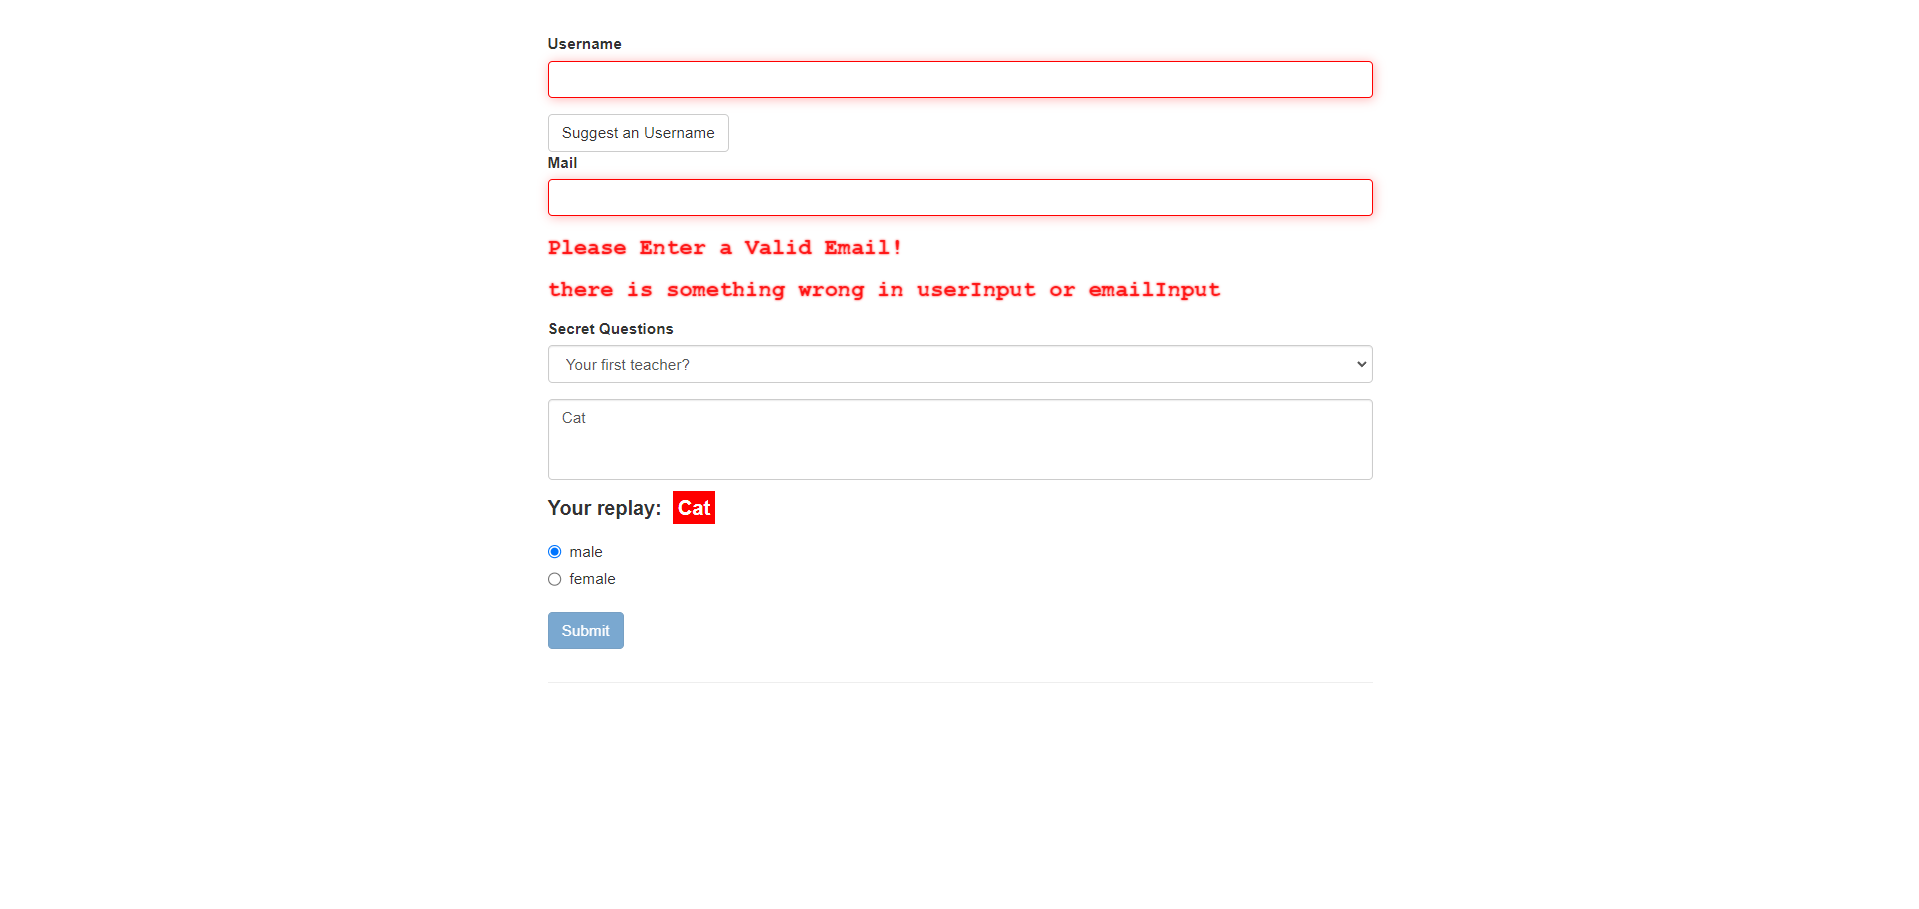 Username
Suggest an Username
Mail
Please Enter a Valid Email!
there is something wrong in userInput or emailInput
Secret Questions
Your first teacher?
Cat
Your replay: Cat
male
female
Submit